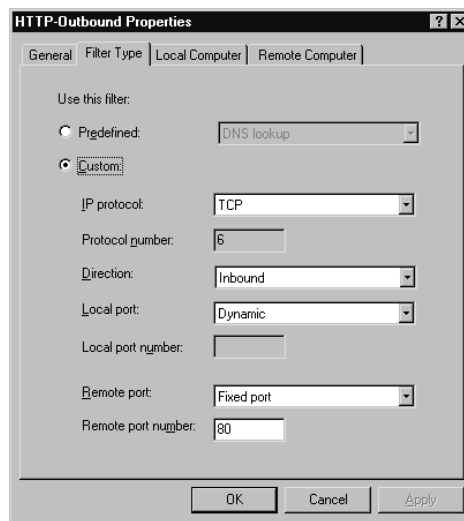 HTTP-Outbound Properties
General Filter Type Local Computer Remote Computer
Use this filter:
Predefined: DNS lookup
Custom:
IP protocol: TCP
Protocol number: 6
Direction: Inbound
Local port: Dynamic
Local port number:
Remote port: Fixed port
Remote port number: 80
OK Cancel Apply